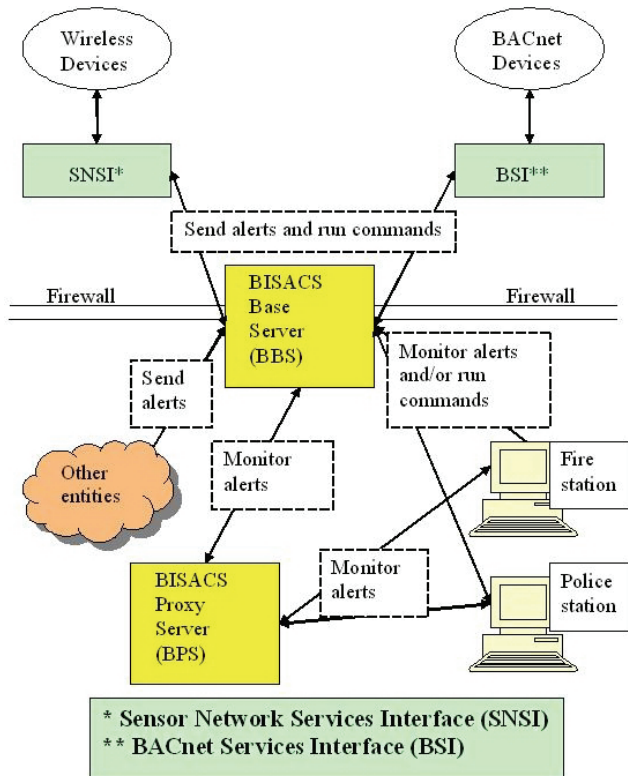 Wireless
Devices
BACnet
Devices
SNSI*
BSI**
Send alerts and run commands
Firewall
BISACS
Base
Server
(BBS)
Firewall
Send
alerts
Monitor alerts
and/or run
commands
Other
entities
Monitor
alerts
Fire
station
BISACS
Proxy
Server
(BPS)
Monitor
alerts
Police
station
* Sensor Network Services Interface (SNSI)
** BACnet Services Interface (BSI)